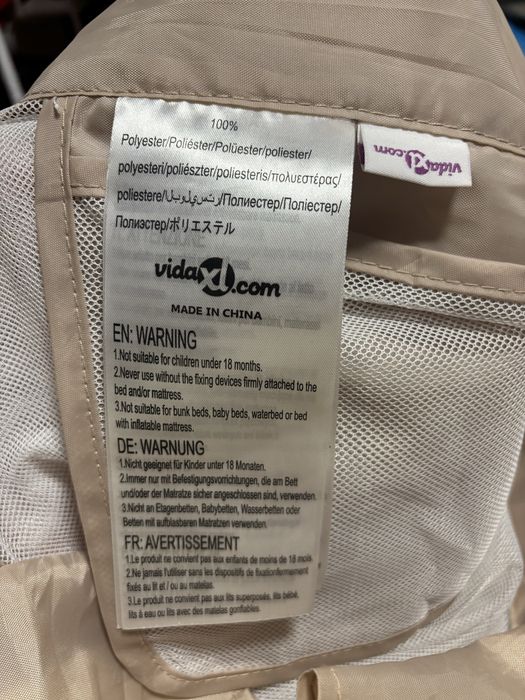 100%
Polyester/Poliéster/Polüester/poliester/
polyesteri/poliészter/poliesteris/πολυεστέρας/
poliestere/البوليستر/Полиестер/Поліестер/
Полиэстер/ポリエステル
vidaXL.com
MADE IN CHINA
EN: WARNING
1.Not suitable for children under 18 months.
2.Never use without the fixing devices firmly attached to the
bed and/or mattress.
3.Not suitable for bunk beds, baby beds, waterbed or bed
with inflatable mattress.
DE: WARNUNG
1.Nicht geeignet für Kinder unter 18 Monaten.
2.Immer nur mit Befestigungsvorrichtungen, die am Bett
und/oder der Matratze sicher angeschlossen sind, verwenden.
3.Nicht an Etagenbetten, Babybetten, Wasserbetten oder
Betten mit aufblasbaren Matratzen verwenden.
FR: AVERTISSEMENT
1.Le produit ne convient pas aux enfants de moins de 18 mois.
2.Ne jamais l'utiliser sans les dispositifs de fixationfermement
fixés au lit et / ou au matelas.
3.Le produit ne convient pas aux lits superposés, lits bébé,
lits à eau ou lits avec des matelas gonflables.
vidaXL.com